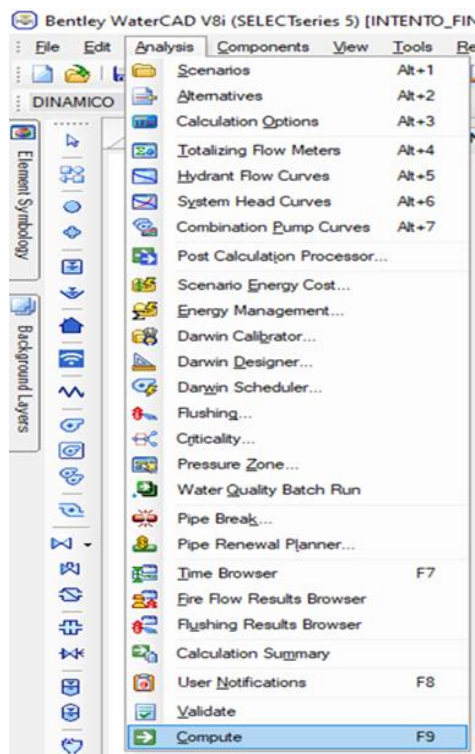 Bentley WaterCAD V8i (SELECTseries 5) [INTENTO_FIN
File Edit Analysis Components View Tools Re
DINAMICO
Scenarios Alt+1
Alternatives Alt+2
Calculation Options Alt+3
Totalizing Flow Meters Alt+4
Hydrant Flow Curves Alt+5
System Head Curves Alt+6
Combination Pump Curves Alt+7
Post Calculation Processor...
Scenario Energy Cost...
Energy Management...
Darwin Calibrator...
Darwin Designer...
Darwin Scheduler...
Flushing...
Criticality...
Pressure Zone...
Water Quality Batch Run
Pipe Break...
Pipe Renewal Planner...
Time Browser F7
Fire Flow Results Browser
Flushing Results Browser
Calculation Summary
User Notifications F8
Validate
Compute F9
Element Symbology
Background Layers